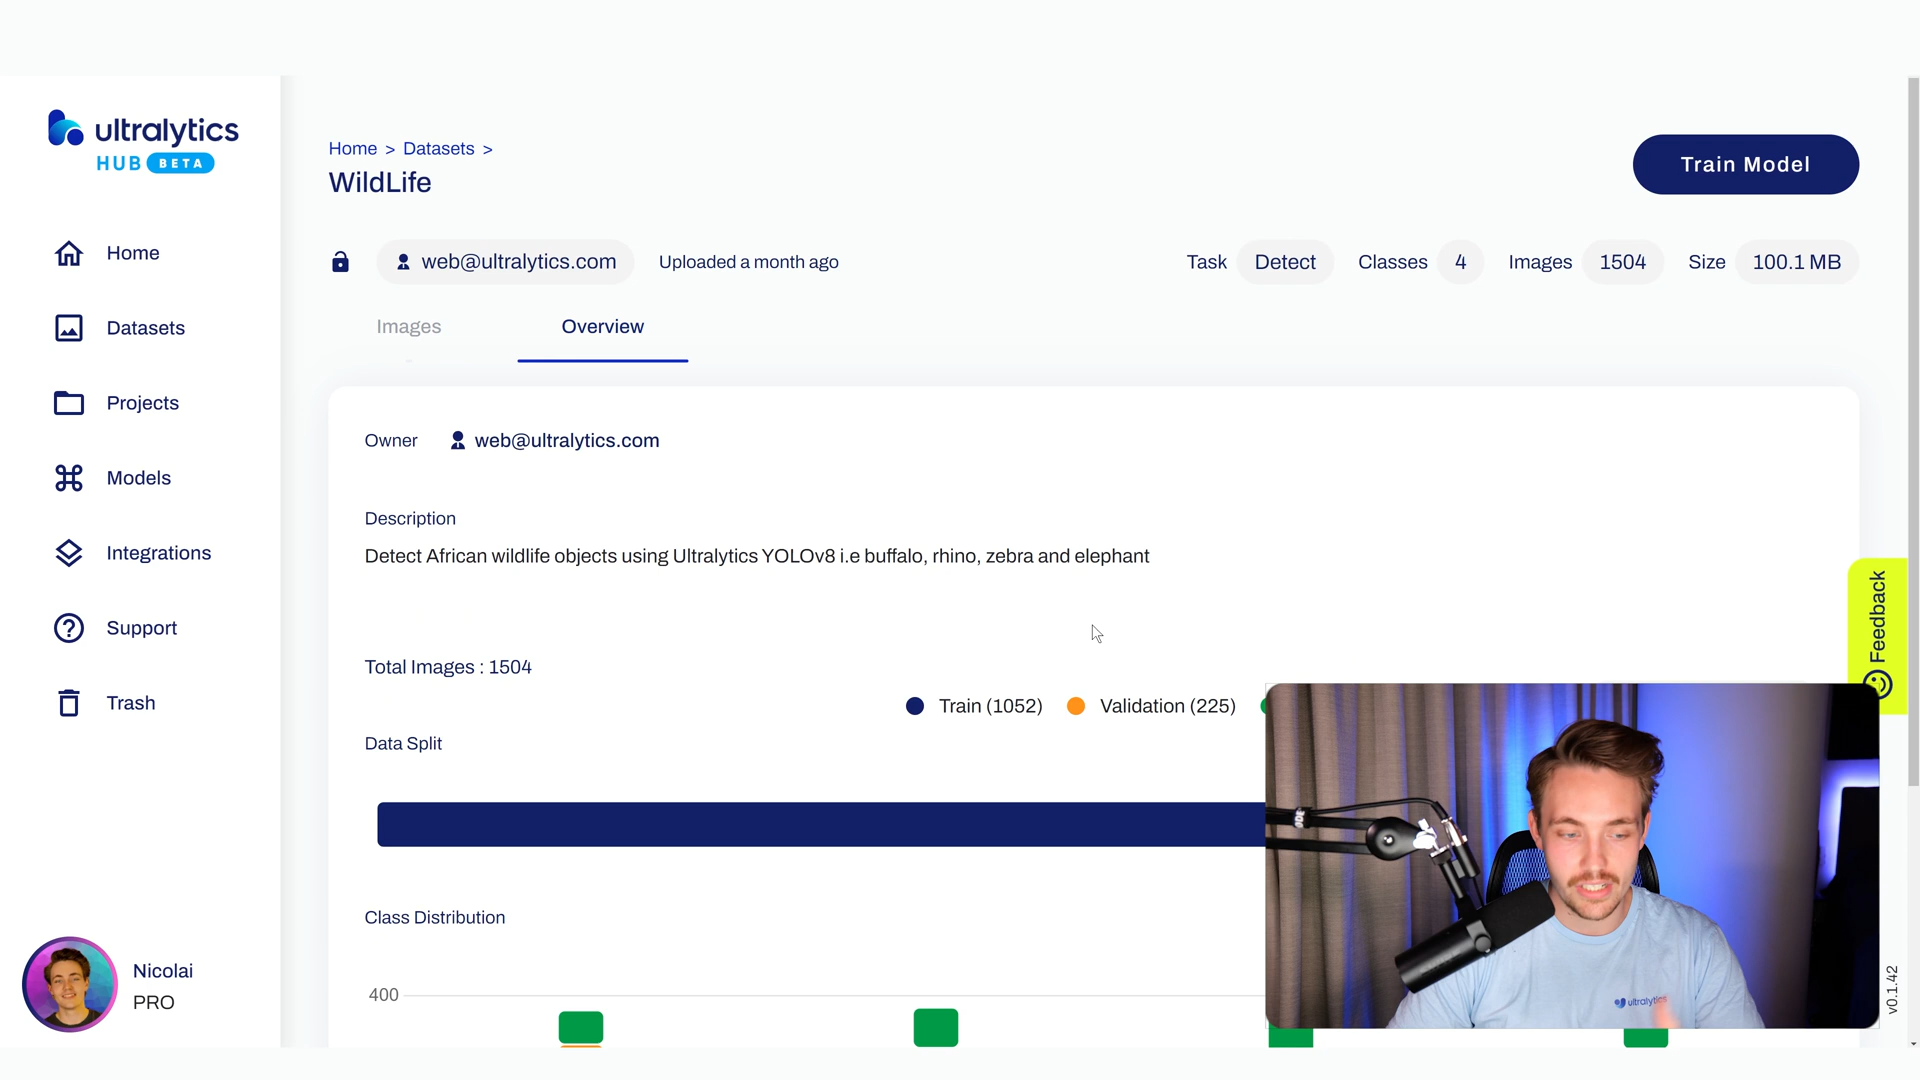 ultralytics
HUB BETA
Home
Datasets
Projects
Models
Integrations
Support
Trash
Nicolai
PRO
Home > Datasets >
WildLife
Train Model
web@ultralytics.com
Uploaded a month ago
Task Detect Classes 4 Images 1504 Size 100.1 MB
Images
Overview
Owner web@ultralytics.com
Description
Detect African wildlife objects using Ultralytics YOLOv8 i.e buffalo, rhino, zebra and elephant
Total Images : 1504
Train (1052) Validation (225)
Data Split
Class Distribution
400
Feedback
v0.1.42
ultralytics